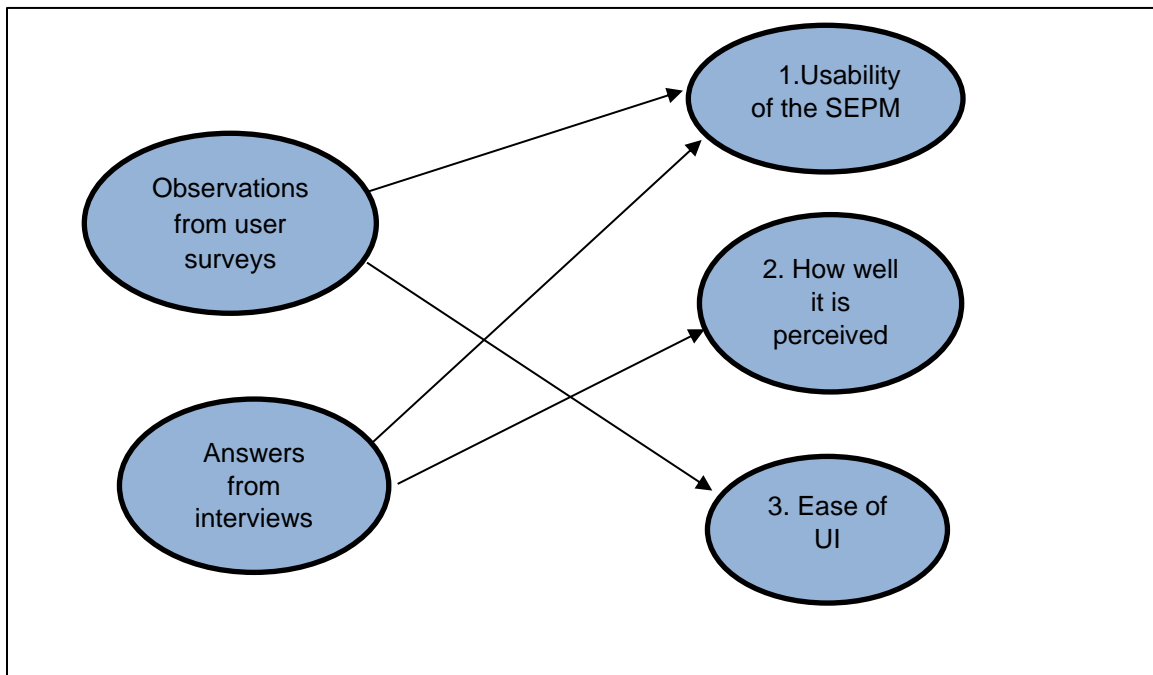 Observations
from user
surveys
Answers
from
interviews
1.Usability
of the SEPM
2. How well
it is
perceived
3. Ease of
UI